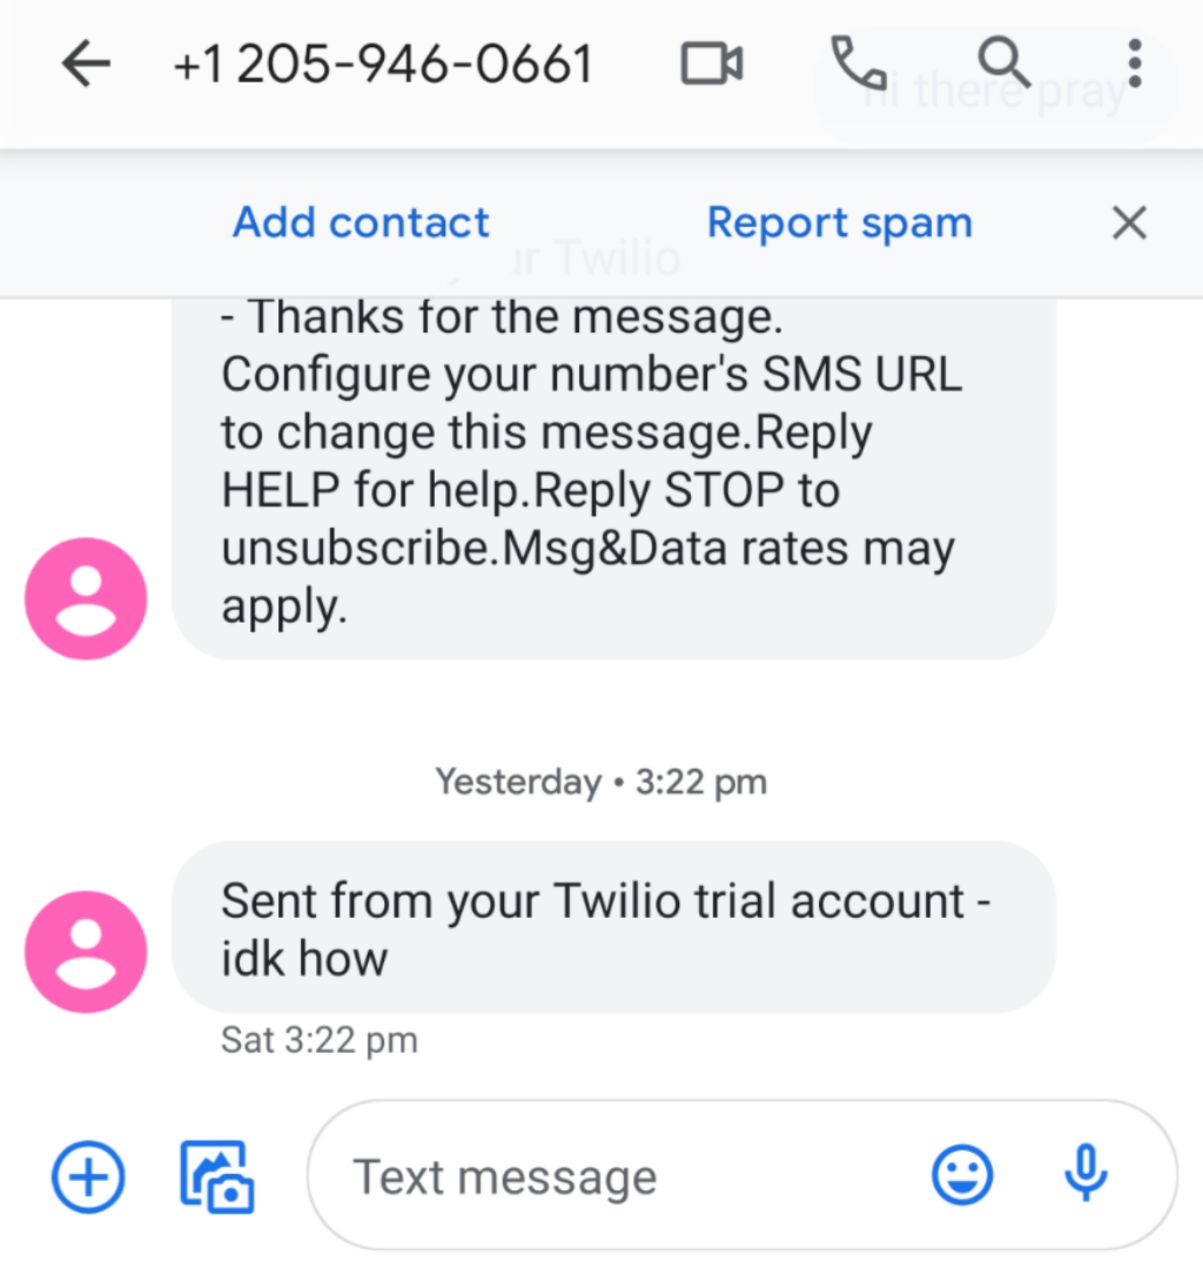 +1 205-946-0661
hi there pray
Add contact
Report spam
ur Twilio
- Thanks for the message.
Configure your number's SMS URL
to change this message.Reply
HELP for help.Reply STOP to
unsubscribe.Msg&Data rates may
apply.
Yesterday • 3:22 pm
Sent from your Twilio trial account -
idk how
Sat 3:22 pm
Text message